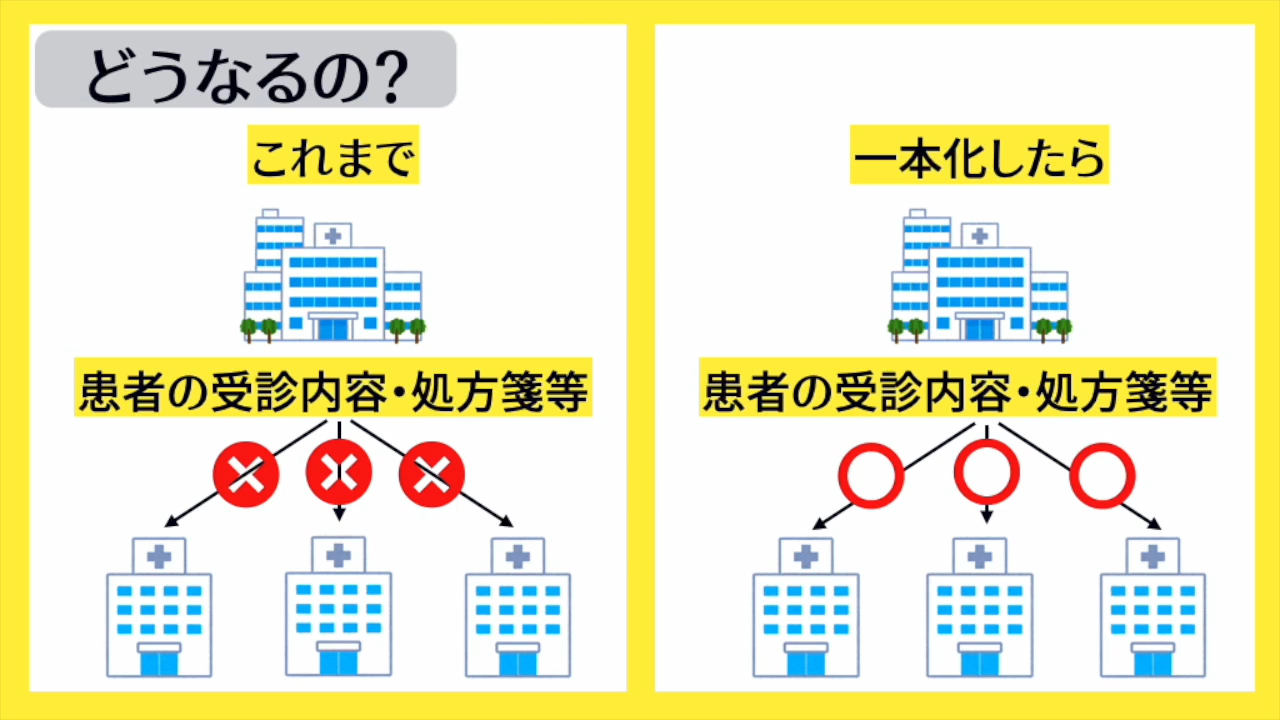 どうなるの？
これまで
患者の受診内容・処方箋等
一本化したら
患者の受診内容・処方箋等